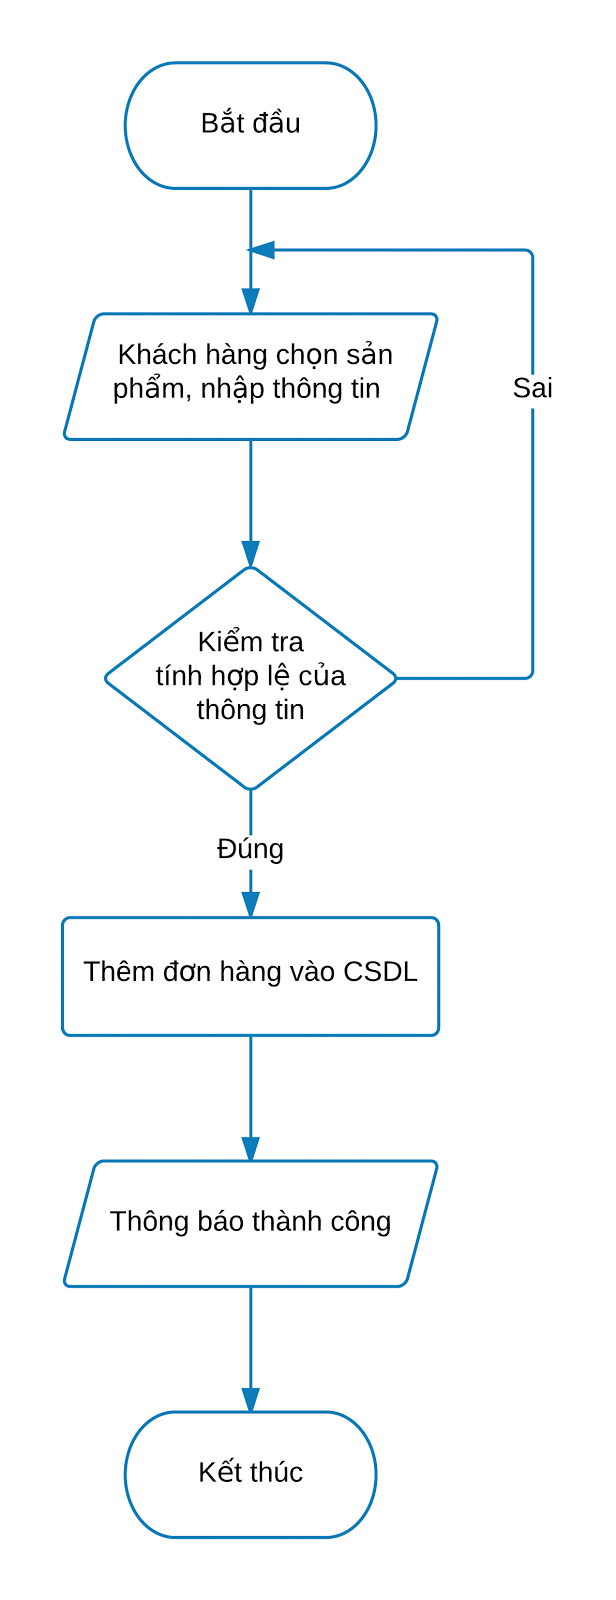 Bắt đầu
Khách hàng chọn sản
phẩm, nhập thông tin
Sai
Kiểm tra
tính hợp lệ của
thông tin
Đúng
Thêm đơn hàng vào CSDL
Thông báo thành công
Kết thúc